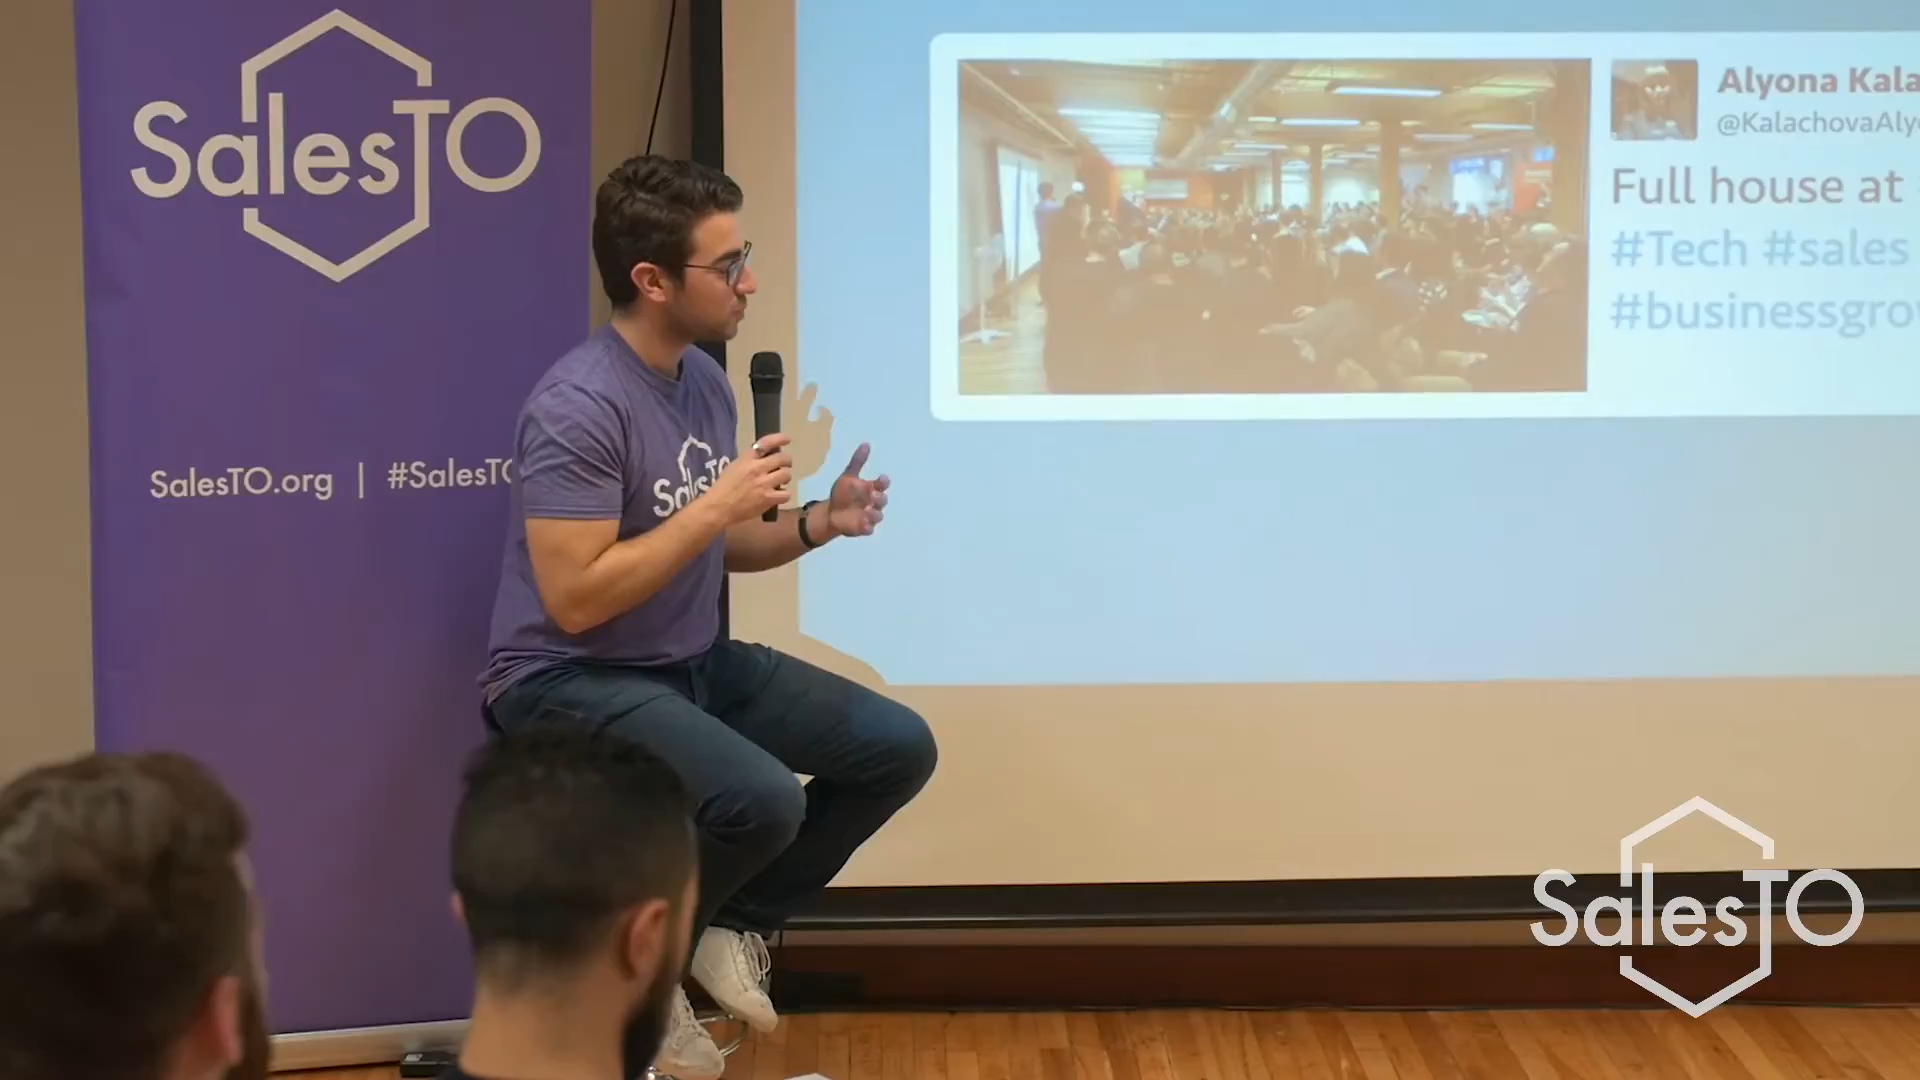 SalesTO
SalesTO.org | #SalesTO
SalesTO
Alyona Kala
@KalachovaAly
Full house at
#Tech #sales
#businessgro
SalesTO